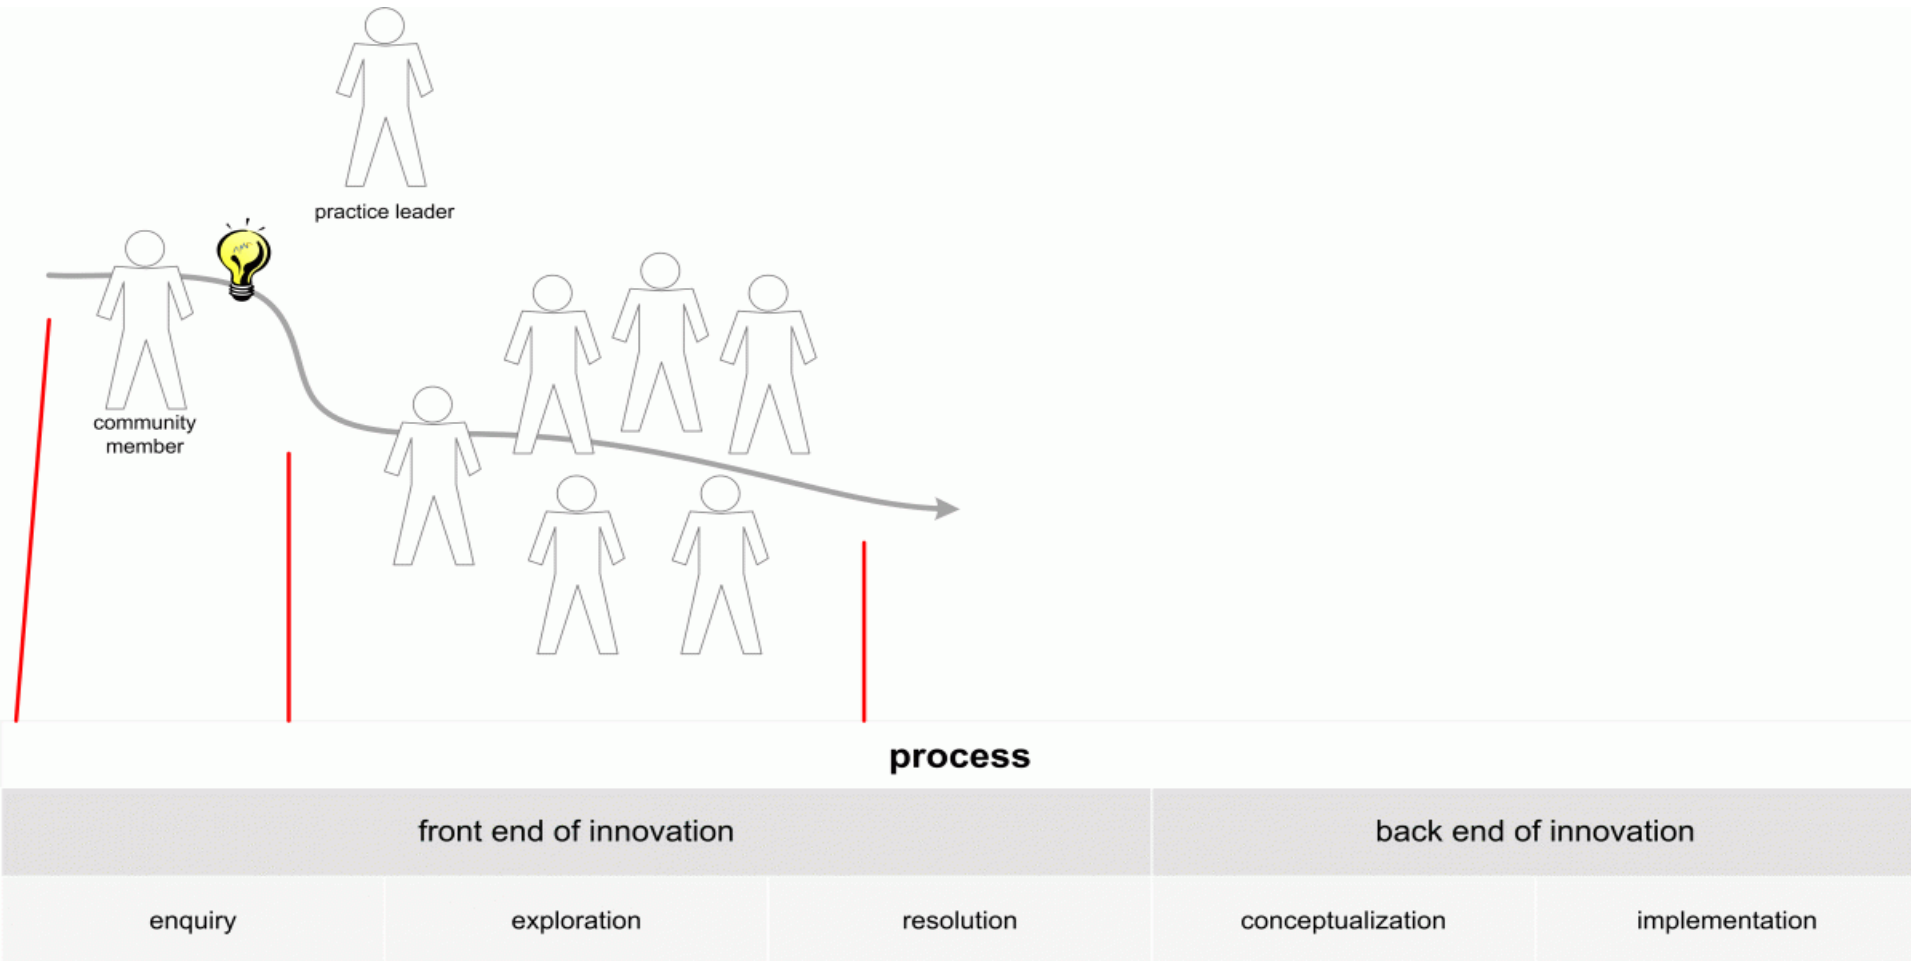 practice leader
community
member
process
front end of innovation
back end of innovation
enquiry
exploration
resolution
conceptualization
implementation